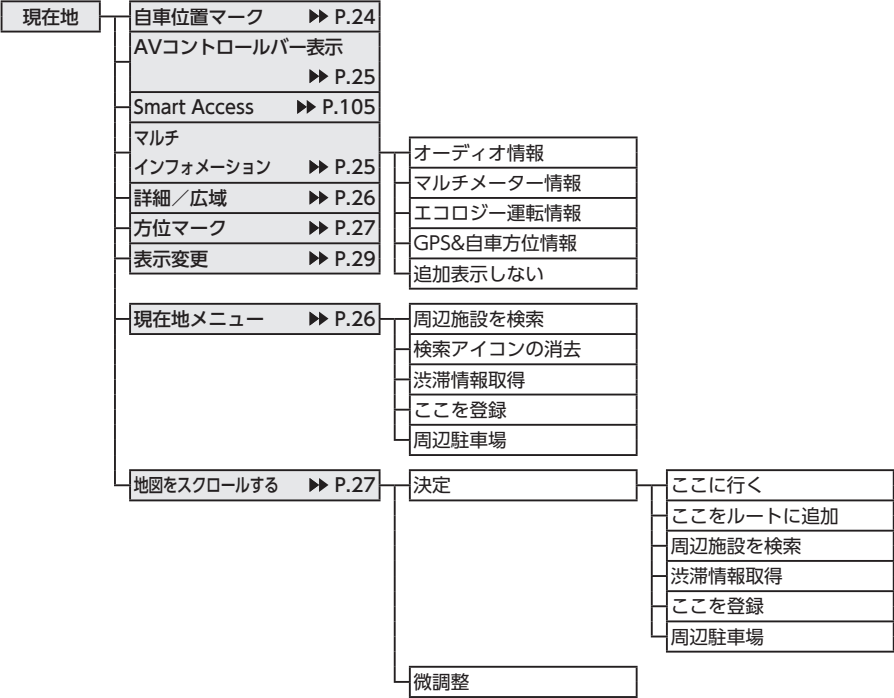 現在地
自車位置マーク ▶▶ P.24
AVコントロールバー表示
▶▶ P.25
Smart Access ▶▶ P.105
マルチ
インフォメーション ▶▶ P.25
オーディオ情報
マルチメーター情報
エコロジー運転情報
GPS&自車方位情報
追加表示しない
詳細／広域 ▶▶ P.26
方位マーク ▶▶ P.27
表示変更 ▶▶ P.29
現在地メニュー ▶▶ P.26
周辺施設を検索
検索アイコンの消去
渋滞情報取得
ここを登録
周辺駐車場
地図をスクロールする ▶▶ P.27
決定
ここに行く
ここをルートに追加
周辺施設を検索
渋滞情報取得
ここを登録
周辺駐車場
微調整